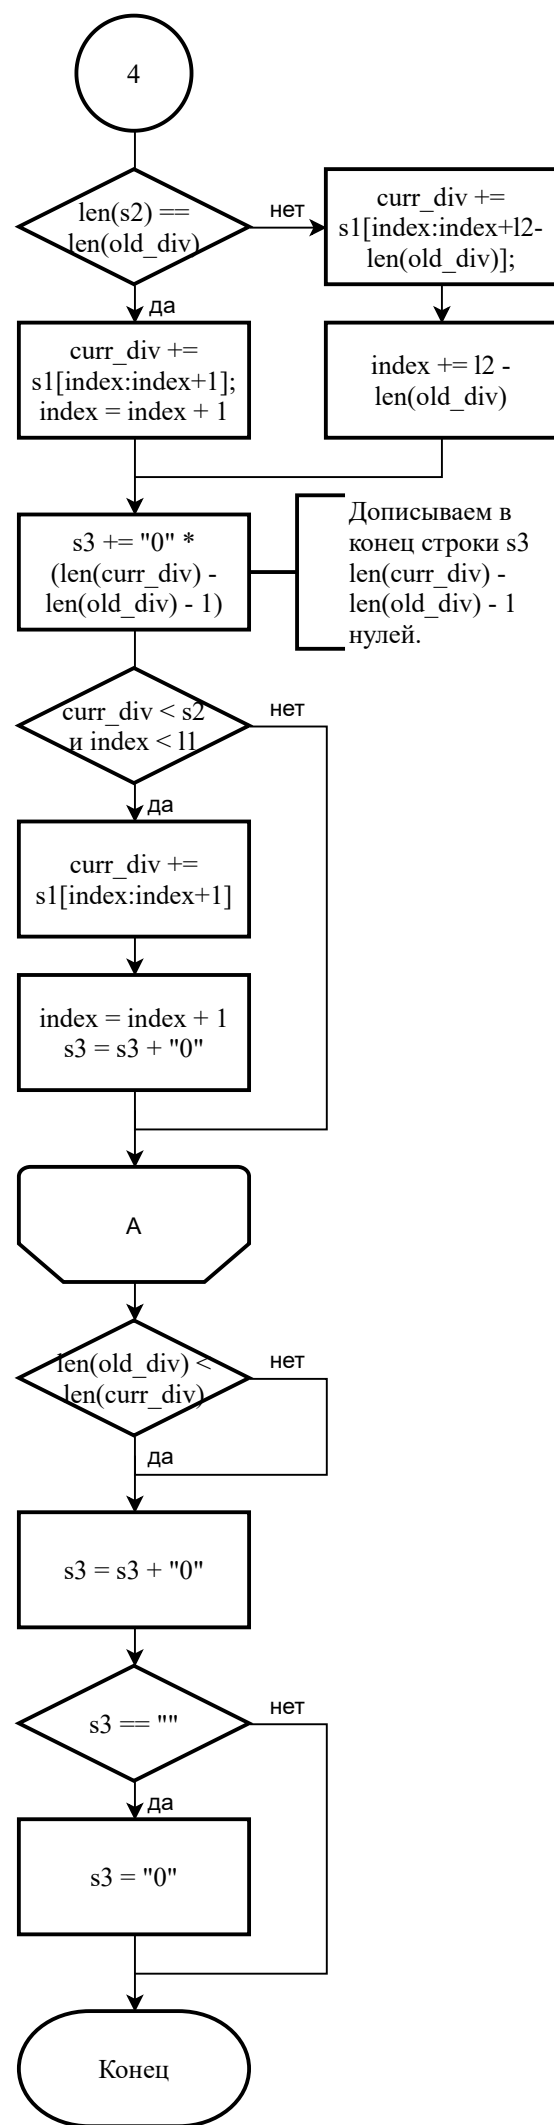 4
len(s2) ==
len(old_div)
нет
curr_div +=
s1[index:index+l2-
len(old_div)];
да
curr_div +=
s1[index:index+1];
index = index + 1
index += l2 -
len(old_div)
s3 += "0" *
(len(curr_div) -
len(old_div) - 1)
Дописываем в
конец строки s3
len(curr_div) -
len(old_div) - 1
нулей.
curr_div < s2
и index < l1
нет
да
curr_div +=
s1[index:index+1]
index = index + 1
s3 = s3 + "0"
А
len(old_div) <
len(curr_div)
нет
да
s3 = s3 + "0"
s3 == ""
нет
да
s3 = "0"
Конец